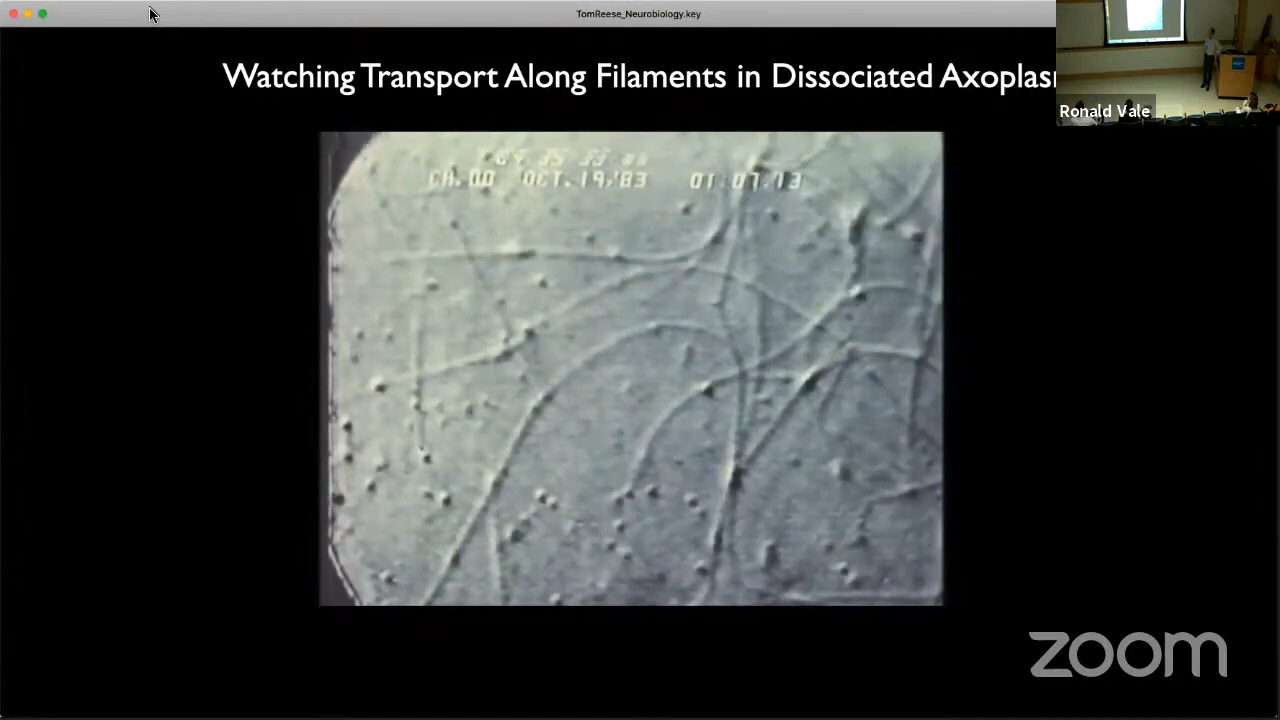 TomReese_Neurobiology.key
Watching Transport Along Filaments in Dissociated Axoplas
Ronald Vale
CH.00 OCT.19,'83 01:07:13
zoom